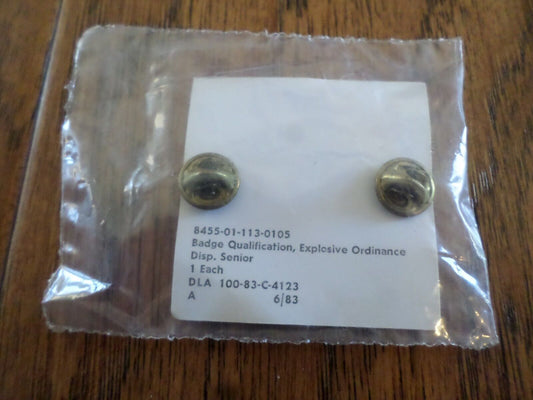 8455-01-113-0105
Badge Qualification, Explosive Ordinance
Disp. Senior
1 Each
DLA 100-83-C-4123
A 6/83